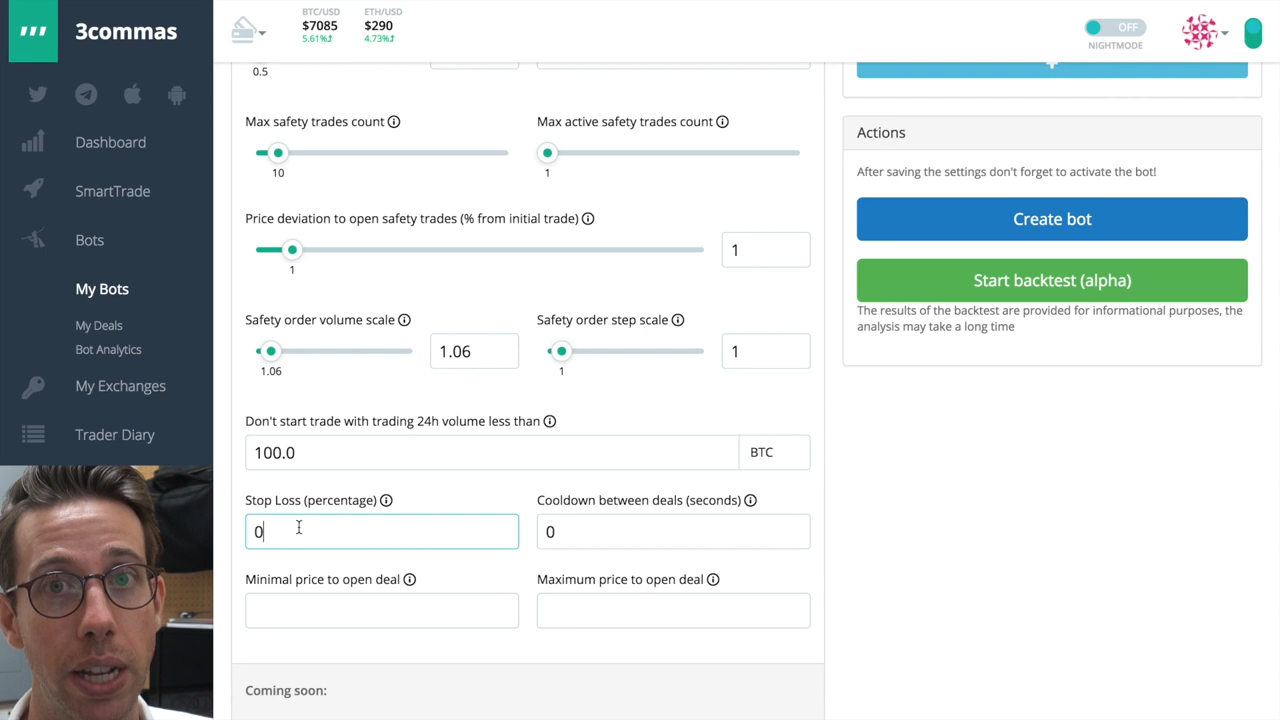 3commas
BTC/USD
$7085
5.61%
ETH/USD
$290
4.73%
OFF
NIGHTMODE
Dashboard
SmartTrade
Bots
My Bots
My Deals
Bot Analytics
My Exchanges
Trader Diary
0.5
Max safety trades count
10
Max active safety trades count
1
Price deviation to open safety trades (% from initial trade)
1
1
Safety order volume scale
1.06
1.06
Safety order step scale
1
1
Don't start trade with trading 24h volume less than
100.0 BTC
Stop Loss (percentage)
0
Cooldown between deals (seconds)
0
Minimal price to open deal
Maximum price to open deal
Coming soon:
Actions
After saving the settings don't forget to activate the bot!
Create bot
Start backtest (alpha)
The results of the backtest are provided for informational purposes, the
analysis may take a long time